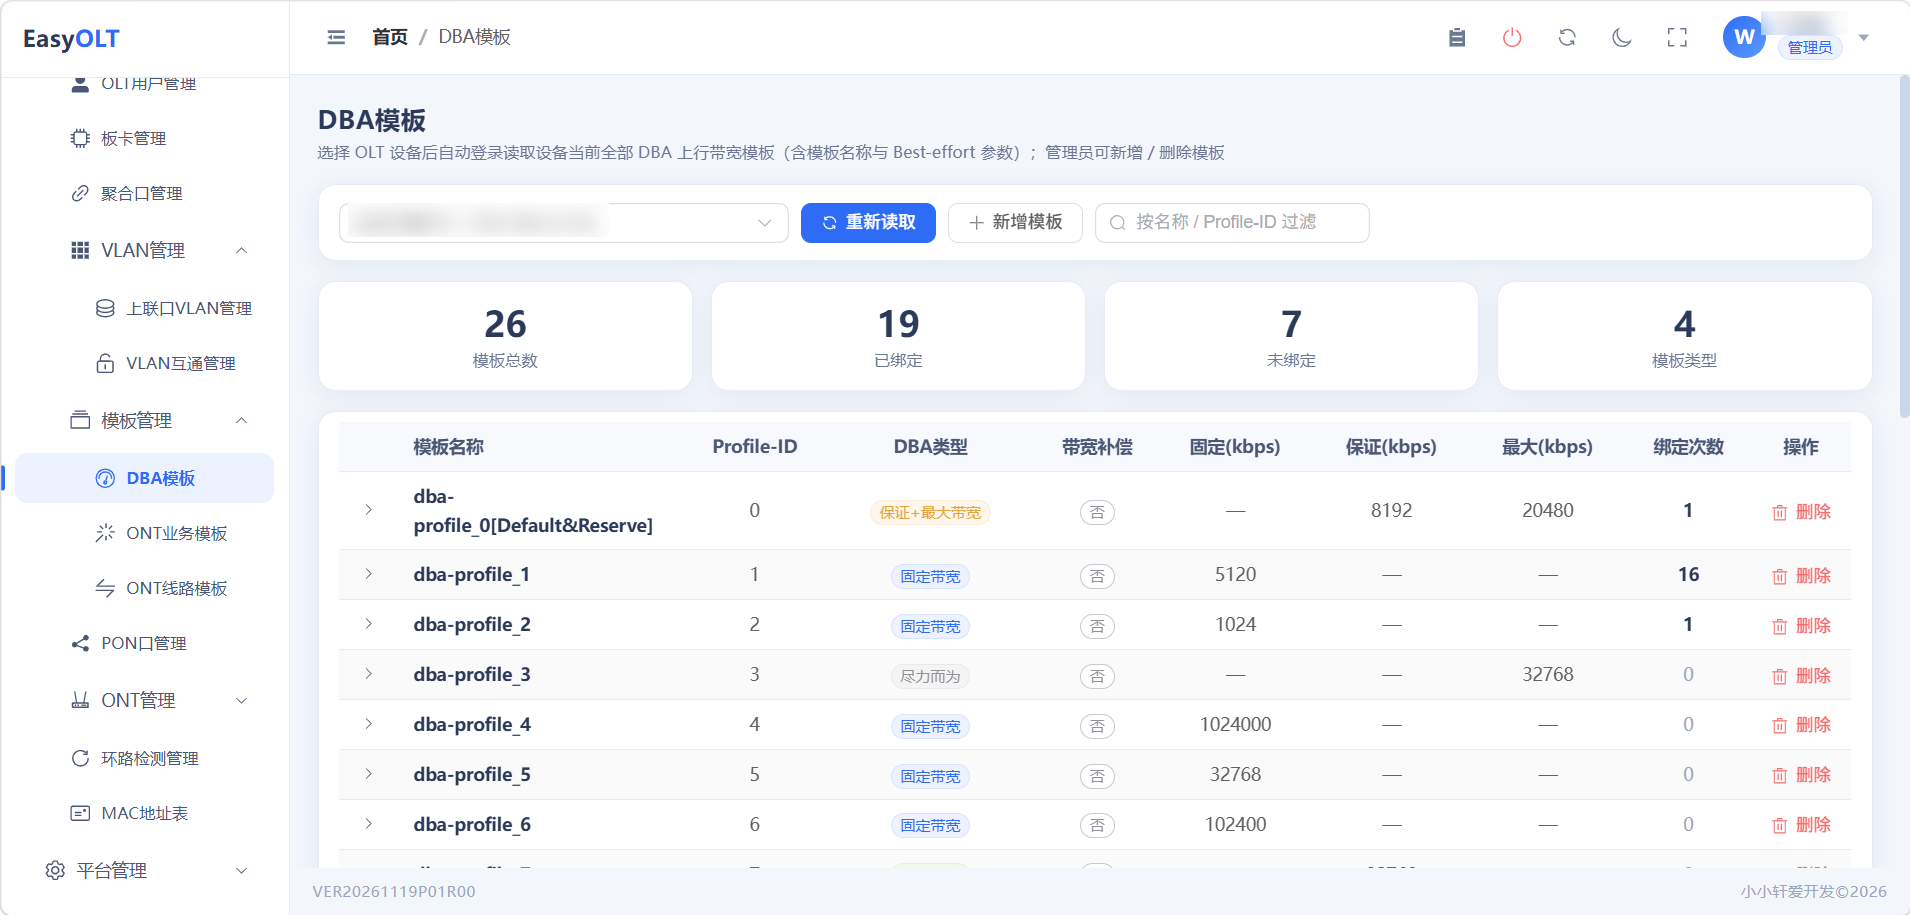 EasyOLT
首页 / DBA模板
W
管理员
OLT用户管理
板卡管理
聚合口管理
VLAN管理
上联口VLAN管理
VLAN互通管理
模板管理
DBA模板
ONT业务模板
ONT线路模板
PON口管理
ONT管理
环路检测管理
MAC地址表
平台管理
DBA模板
选择 OLT 设备后自动登录读取设备当前全部 DBA 上行带宽模板（含模板名称与 Best-effort 参数）；管理员可新增 / 删除模板
重新读取 新增模板 按名称 / Profile-ID 过滤
26 19 7 4
模板总数 已绑定 未绑定 模板类型
模板名称 Profile-ID DBA类型 带宽补偿 固定(kbps) 保证(kbps) 最大(kbps) 绑定次数 操作
dba-
profile_0[Default&Reserve] 0 保证+最大带宽 否 — 8192 20480 1 删除
dba-profile_1 1 固定带宽 否 5120 — — 16 删除
dba-profile_2 2 固定带宽 否 1024 — — 1 删除
dba-profile_3 3 尽力而为 否 — — 32768 0 删除
dba-profile_4 4 固定带宽 否 1024000 — — 0 删除
dba-profile_5 5 固定带宽 否 32768 — — 0 删除
dba-profile_6 6 固定带宽 否 102400 — — 0 删除
VER20261119P01R00
小小轩爱开发©2026